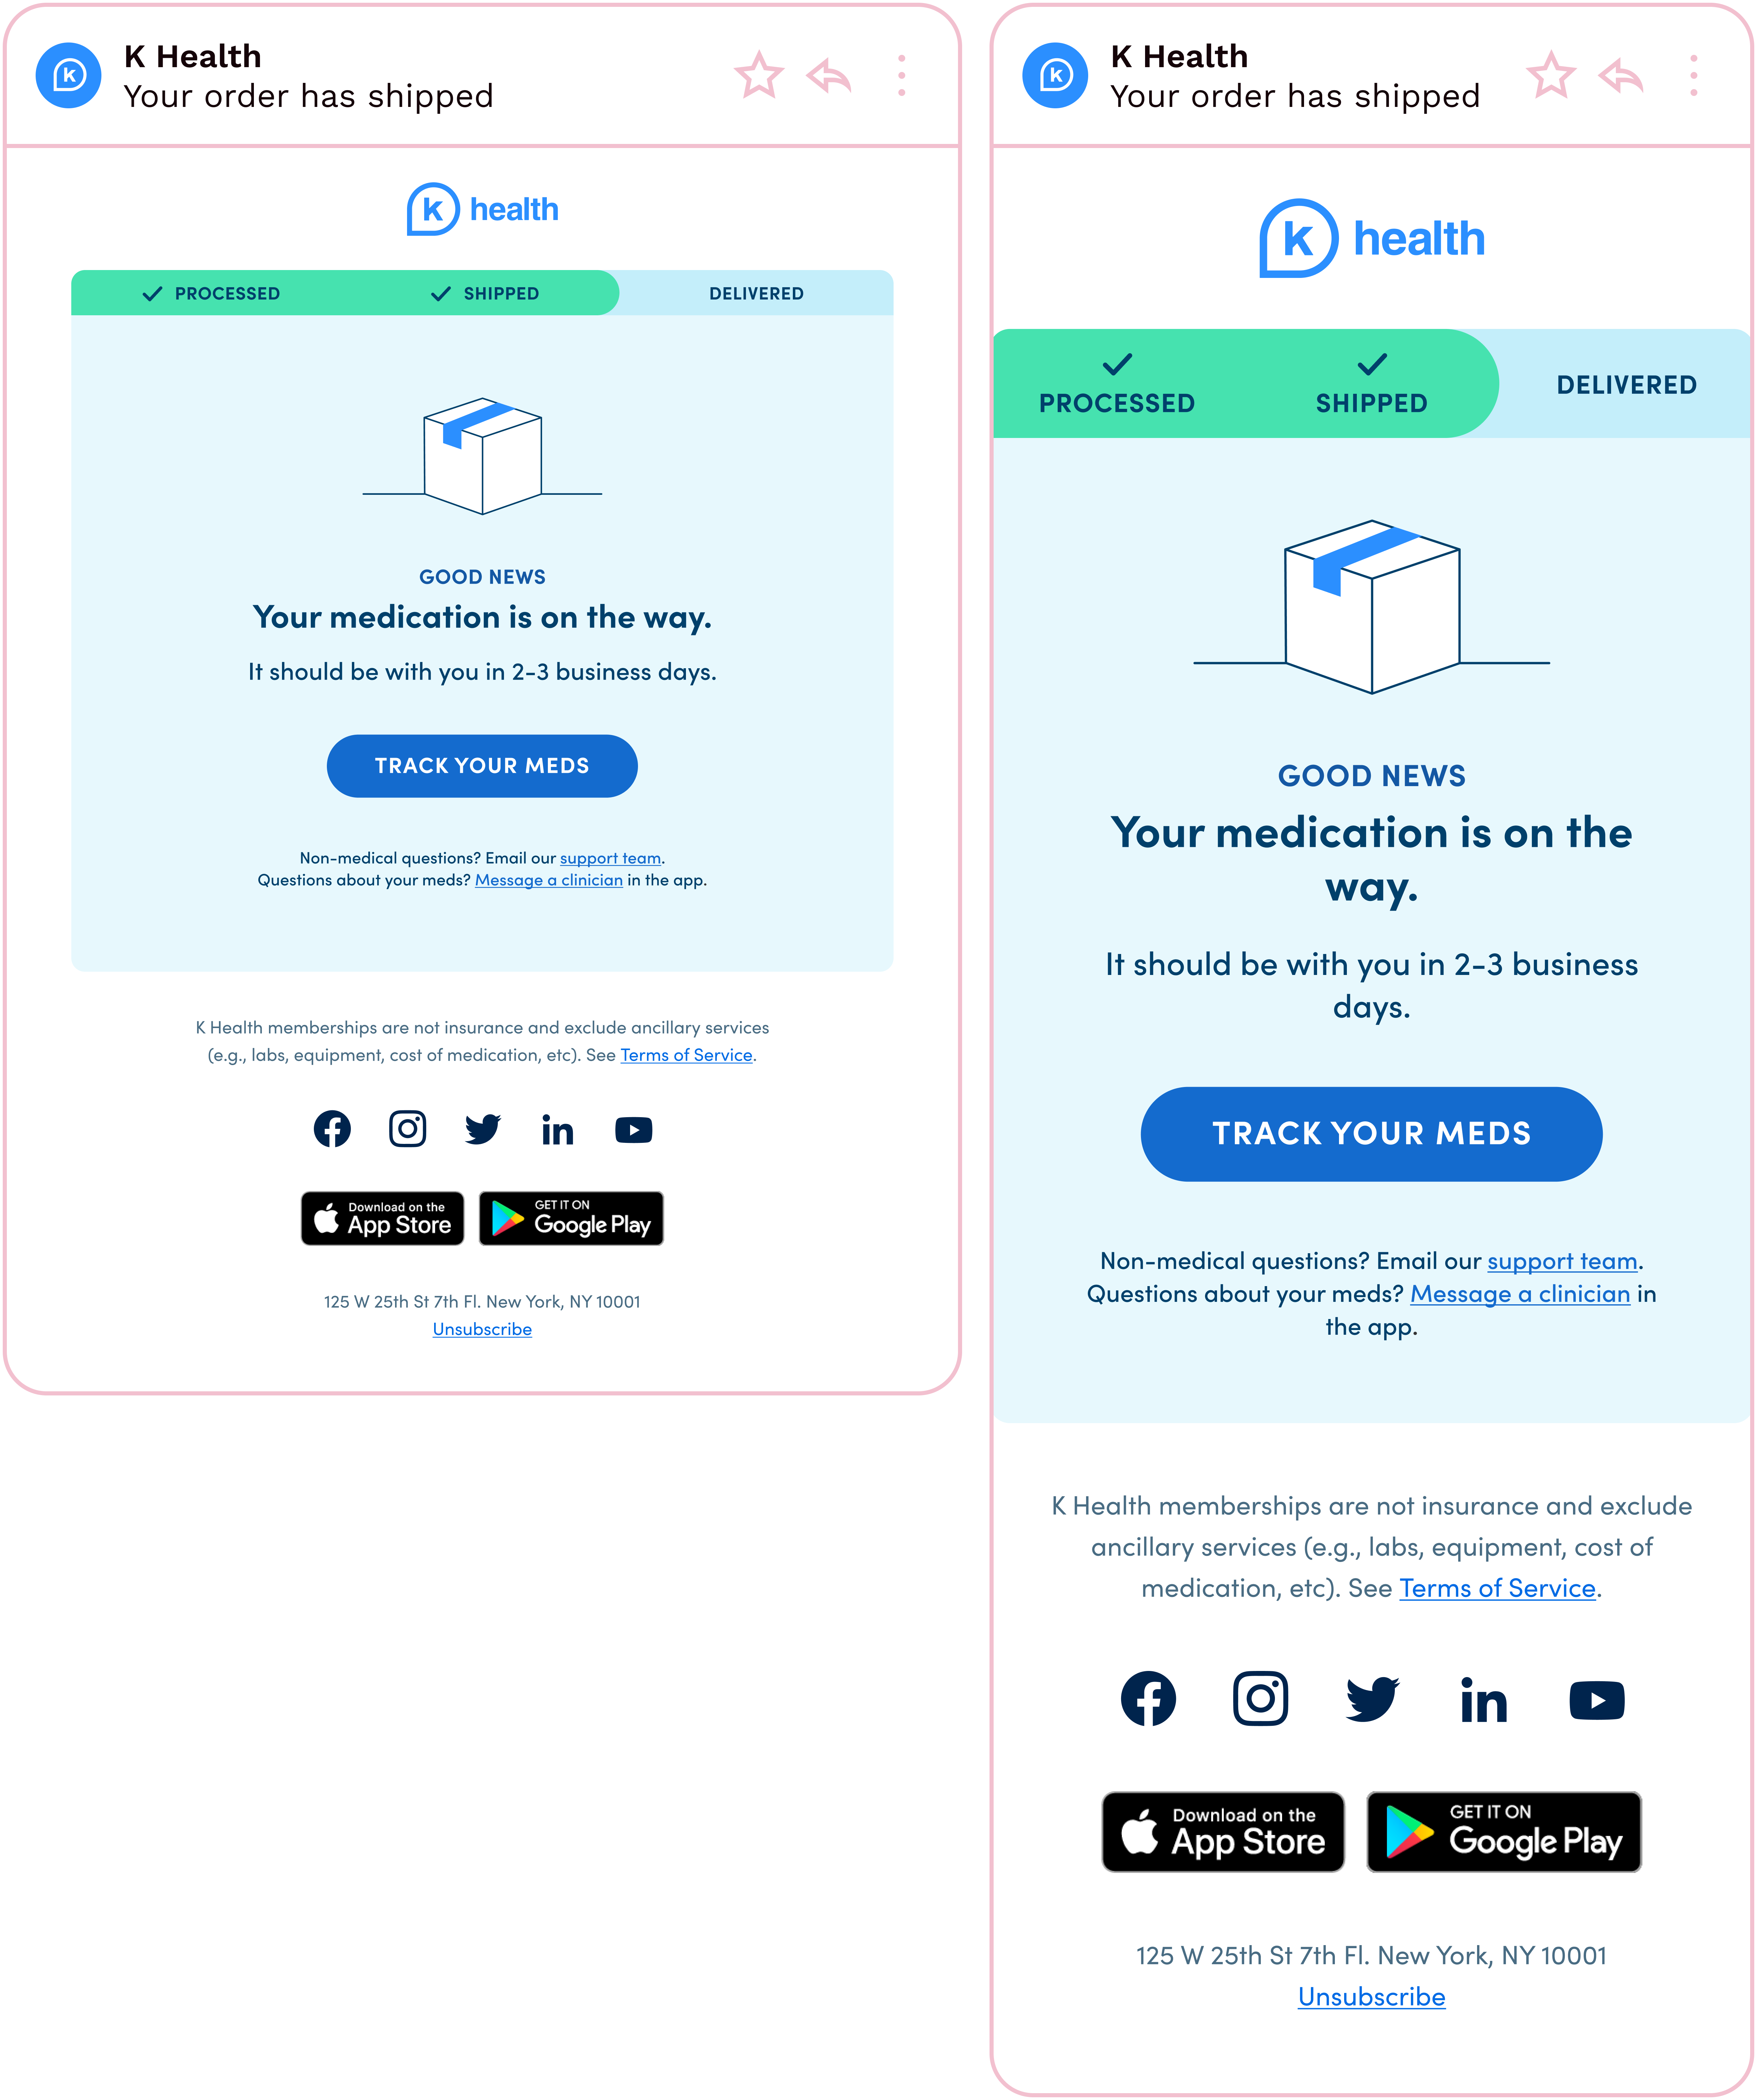 K Health
Your order has shipped
k health
PROCESSED SHIPPED DELIVERED
GOOD NEWS
Your medication is on the way.
It should be with you in 2-3 business days.
TRACK YOUR MEDS
Non-medical questions? Email our support team.
Questions about your meds? Message a clinician in the app.
K Health memberships are not insurance and exclude ancillary services
(e.g., labs, equipment, cost of medication, etc). See Terms of Service.
Download on the
App Store
GET IT ON
Google Play
125 W 25th St 7th Fl. New York, NY 10001
Unsubscribe
K Health
Your order has shipped
k health
PROCESSED SHIPPED DELIVERED
GOOD NEWS
Your medication is on the
way.
It should be with you in 2-3 business
days.
TRACK YOUR MEDS
Non-medical questions? Email our support team.
Questions about your meds? Message a clinician in
the app.
K Health memberships are not insurance and exclude
ancillary services (e.g., labs, equipment, cost of
medication, etc). See Terms of Service.
Download on the
App Store
GET IT ON
Google Play
125 W 25th St 7th Fl. New York, NY 10001
Unsubscribe